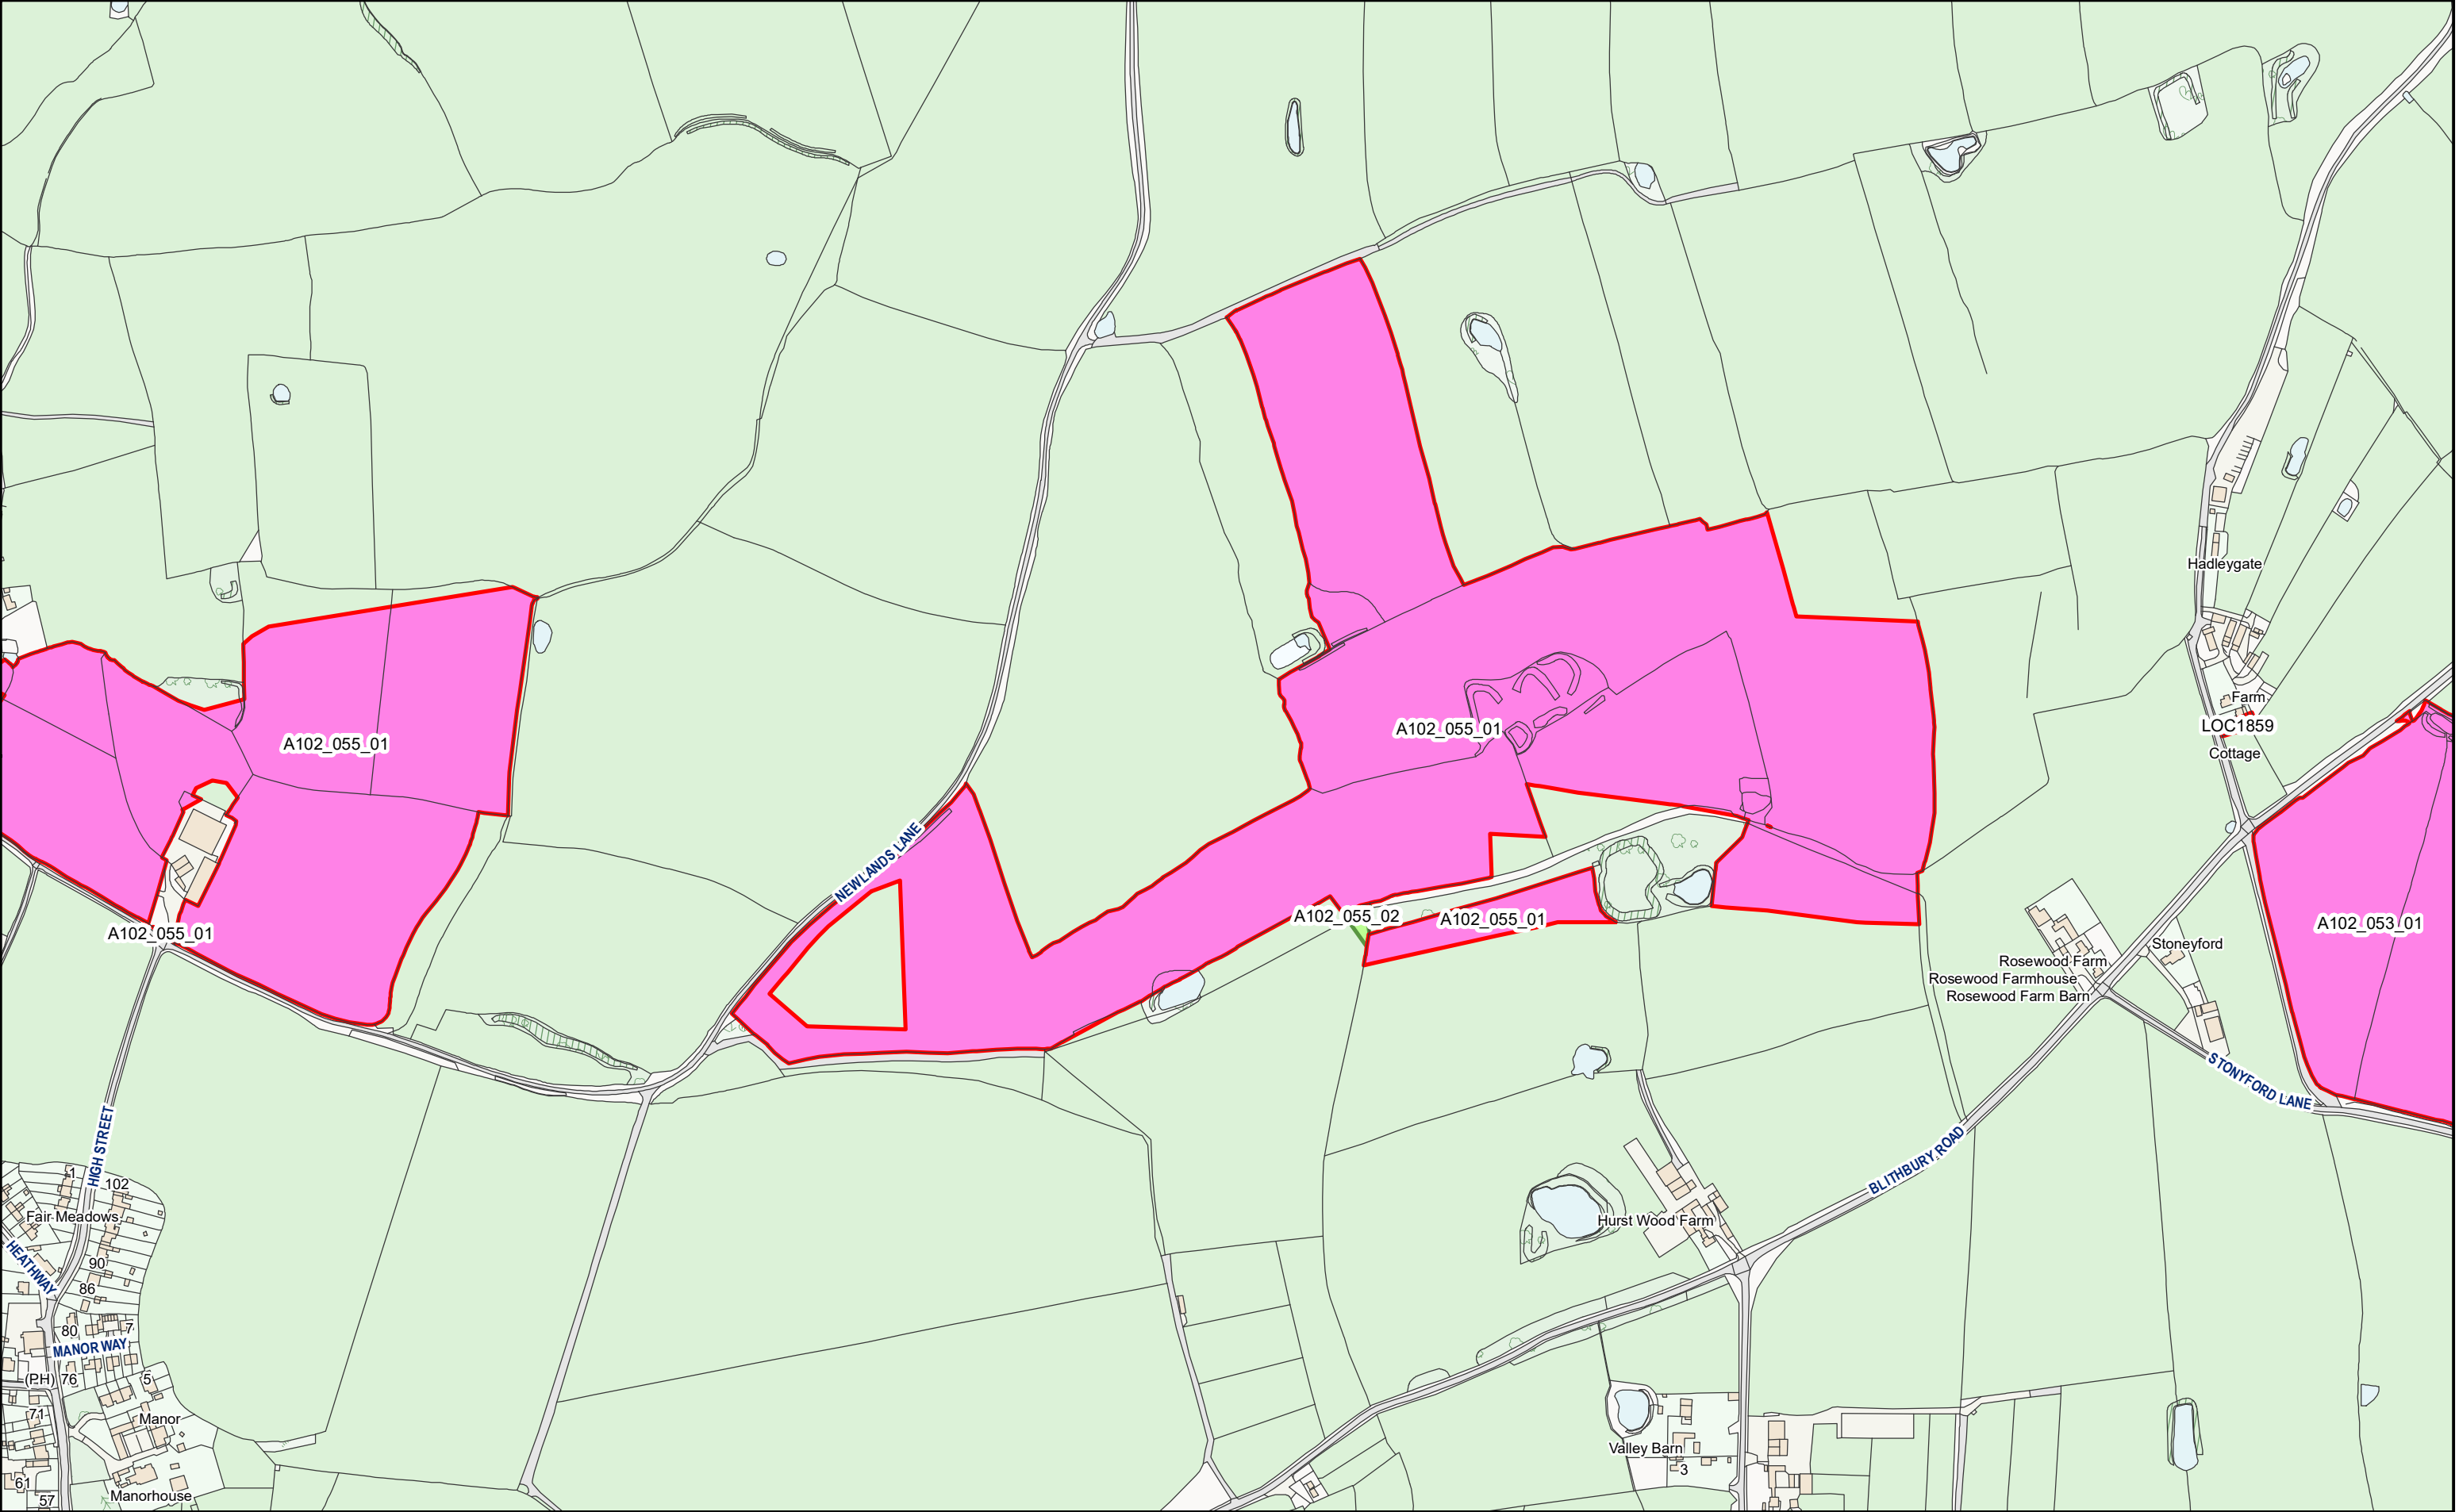 Hadleygate
Farm
LOC1859
Cottage
A102_055_01
A102_055_01
NEWLANDS LANE
A102_055_02
A102_055_01
A102_055_01
A102_053_01
Stoneyford
Rosewood Farm
Rosewood Farmhouse
Rosewood Farm Barn
STONYFORD LANE
BLITHBURY ROAD
HIGH STREET
1
102
Fair Meadows
HEATHWAY
90
86
Hurst Wood Farm
80
7
MANOR WAY
(PH)
76
5
71
Manor
Valley Barn
3
61
57
Manorhouse